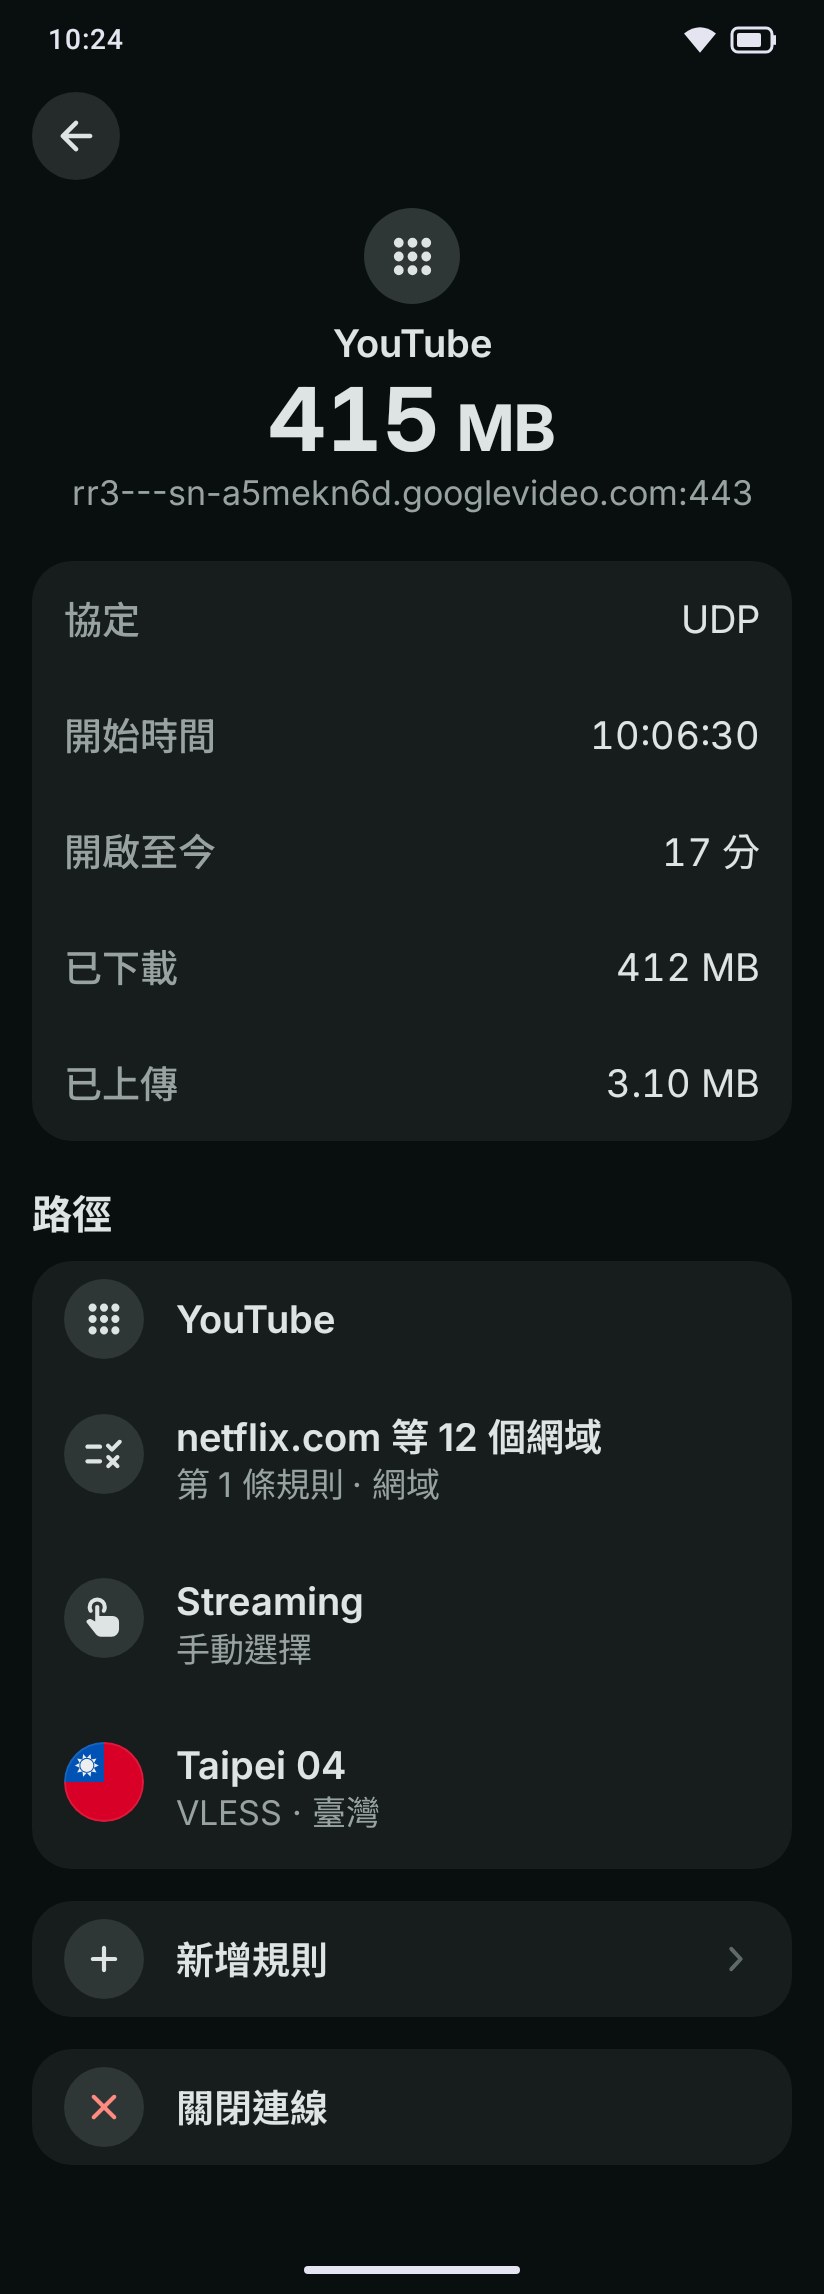 10:24
YouTube
415 MB
rr3---sn-a5mekn6d.googlevideo.com:443
協定
UDP
開始時間
10:06:30
開啟至今
17 分
已下載
412 MB
已上傳
3.10 MB
路徑
YouTube
netflix.com 等 12 個網域
第 1 條規則 · 網域
Streaming
手動選擇
Taipei 04
VLESS · 臺灣
新增規則
關閉連線